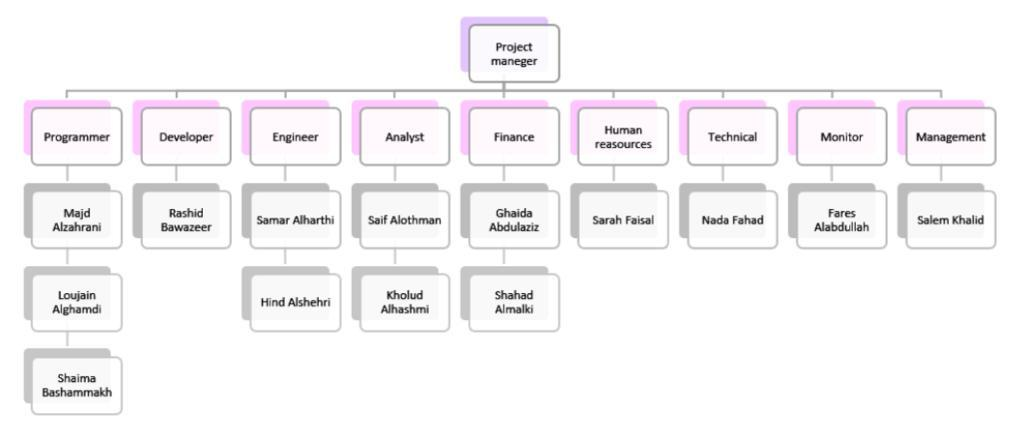 Project
maneger
Programmer
Developer
Engineer
Analyst
Finance
Human
reasources
Technical
Monitor
Management
Majd
Alzahrani
Rashid
Bawazeer
Samar Alharthi
Saif Alothman
Ghaida
Abdulaziz
Sarah Faisal
Nada Fahad
Fares
Alabdullah
Salem Khalid
Loujain
Alghamdi
Hind Alshehri
Kholud
Alhashmi
Shahad
Almalki
Shaima
Bashammakh